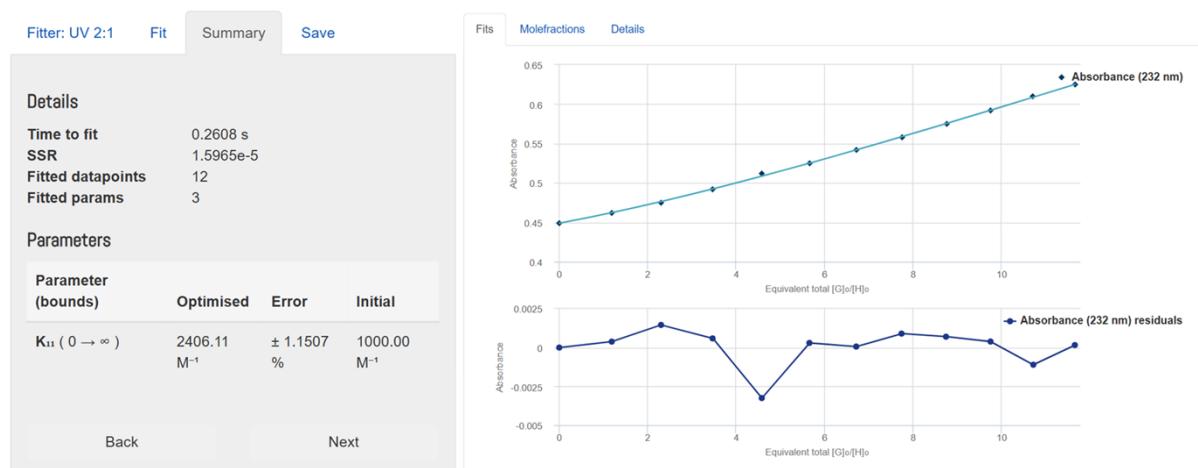 Fitter: UV 2:1 Fit Summary Save
Details
Time to fit 0.2608 s
SSR 1.5965e-5
Fitted datapoints 12
Fitted params 3
Parameters
Parameter
(bounds) Optimised Error Initial
K₁₁ ( 0 → ∞ ) 2406.11 ± 1.1507 1000.00
M⁻¹ % M⁻¹
Back Next
Fits Molefractions Details
Absorbance (232 nm)
0.65
0.6
0.55
0.5
0.45
0.4
Absorbance
0 2 4 6 8 10
Equivalent total [G]₀/[H]₀
Absorbance (232 nm) residuals
0.0025
0
-0.0025
-0.005
Absorbance
0 2 4 6 8 10
Equivalent total [G]₀/[H]₀